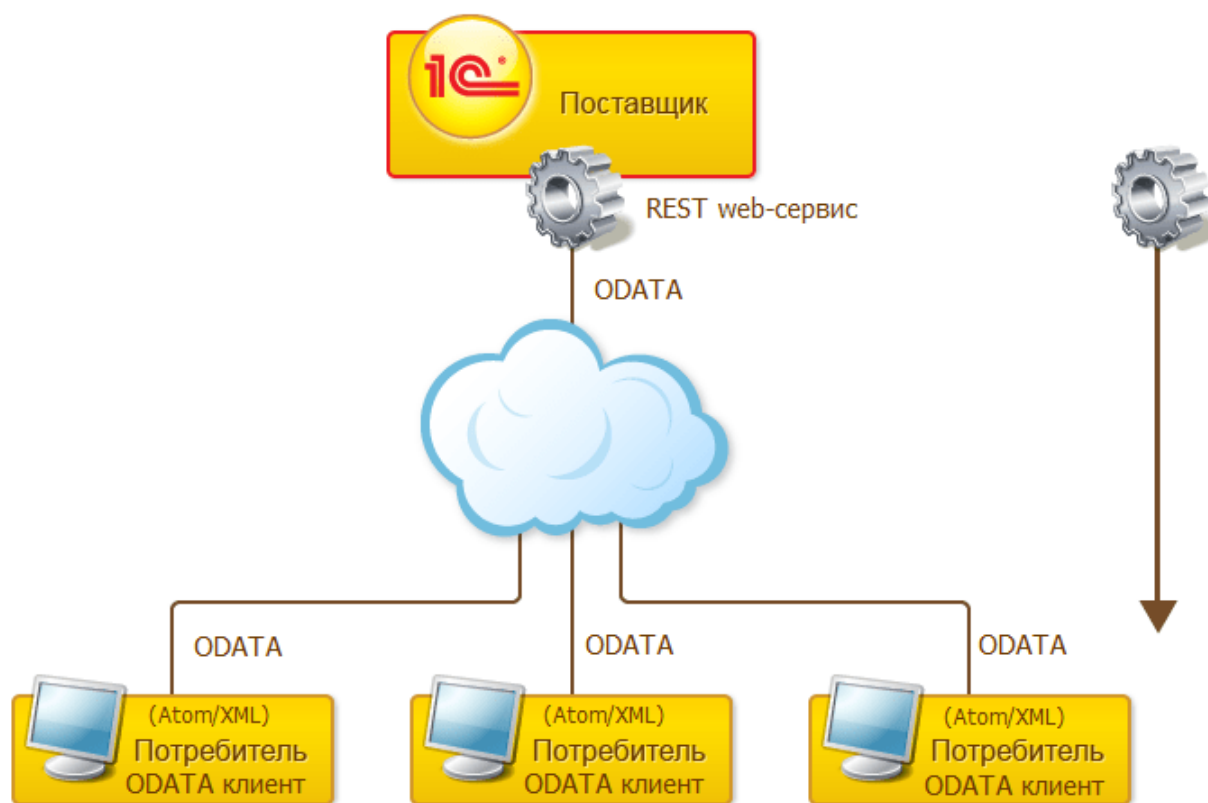 1С
Поставщик
REST web-сервис
ODATA
ODATA
ODATA
ODATA
(Atom/XML)
Потребитель
ODATA клиент
(Atom/XML)
Потребитель
ODATA клиент
(Atom/XML)
Потребитель
ODATA клиент